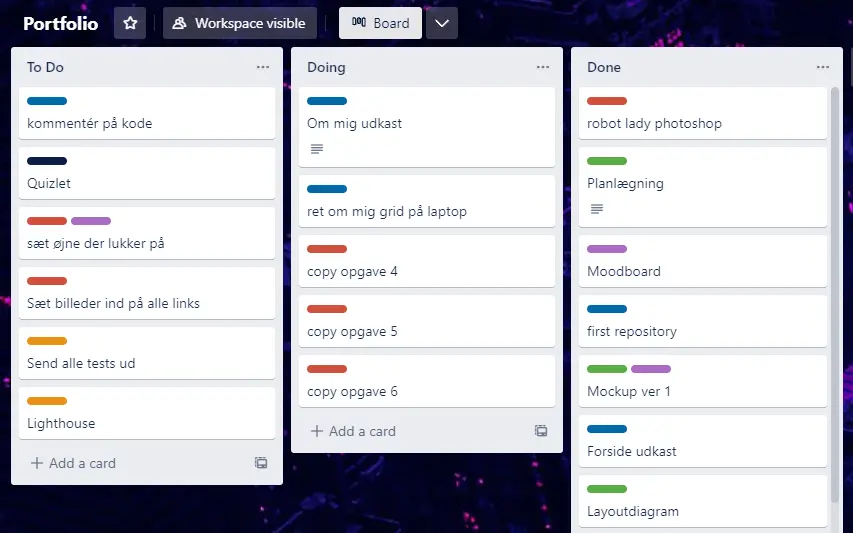 Portfolio
Workspace visible
Board
To Do
kommentér på kode
Quizlet
sæt øjne der lukker på
Sæt billeder ind på alle links
Send alle tests ud
Lighthouse
Add a card
Doing
Om mig udkast
ret om mig grid på laptop
copy opgave 4
copy opgave 5
copy opgave 6
Add a card
Done
robot lady photoshop
Planlægning
Moodboard
first repository
Mockup ver 1
Forside udkast
Layoutdiagram